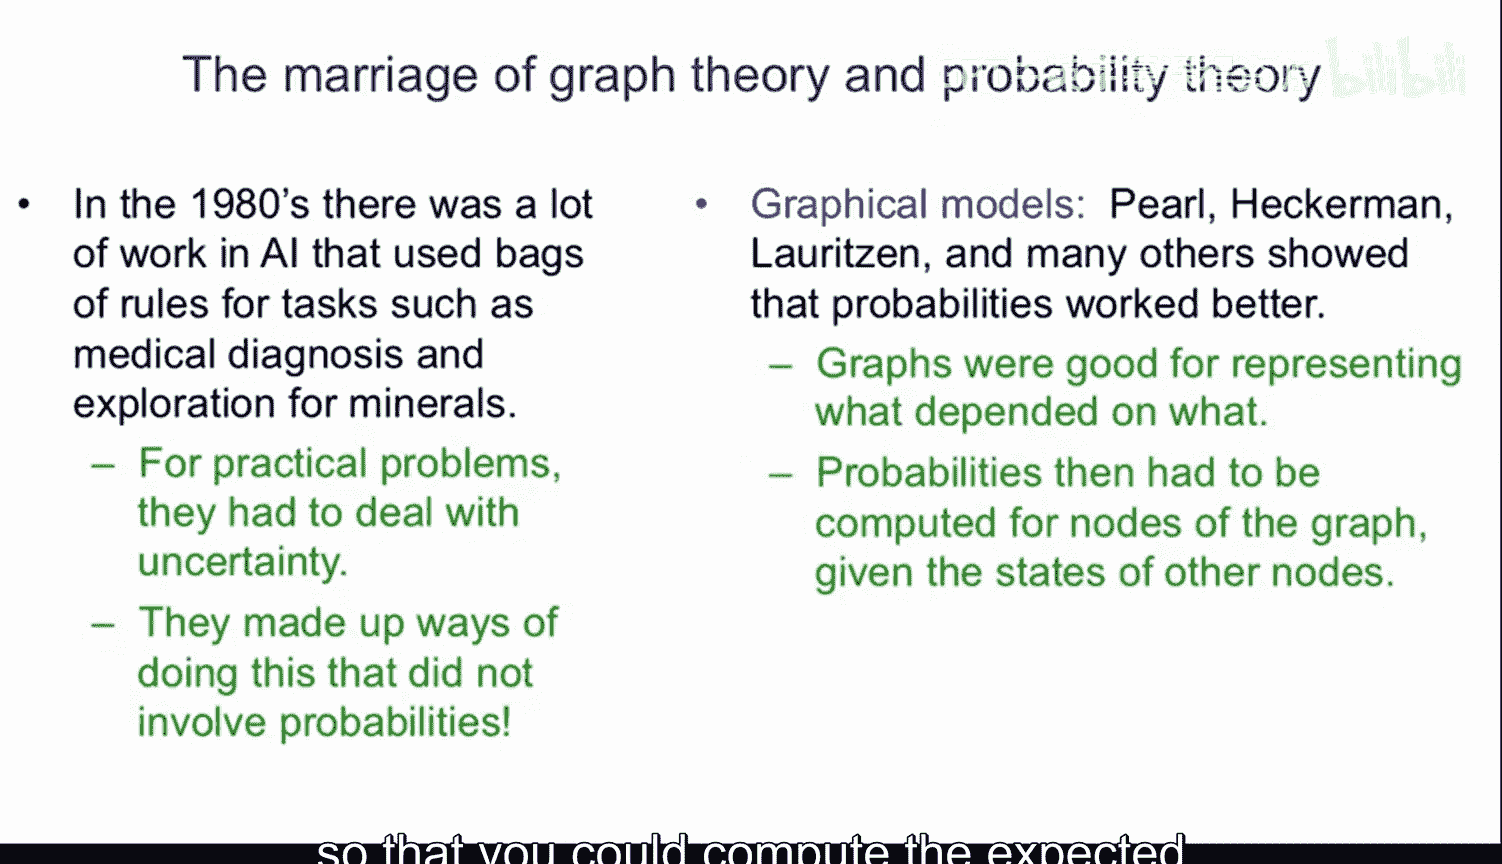 The marriage of graph theory and probability theory
bilibili
• In the 1980's there was a lot
of work in AI that used bags
of rules for tasks such as
medical diagnosis and
exploration for minerals.
– For practical problems,
they had to deal with
uncertainty.
– They made up ways of
doing this that did not
involve probabilities!
• Graphical models: Pearl, Heckerman,
Lauritzen, and many others showed
that probabilities worked better.
– Graphs were good for representing
what depended on what.
– Probabilities then had to be
computed for nodes of the graph,
given the states of other nodes.
so that you could compute the expected